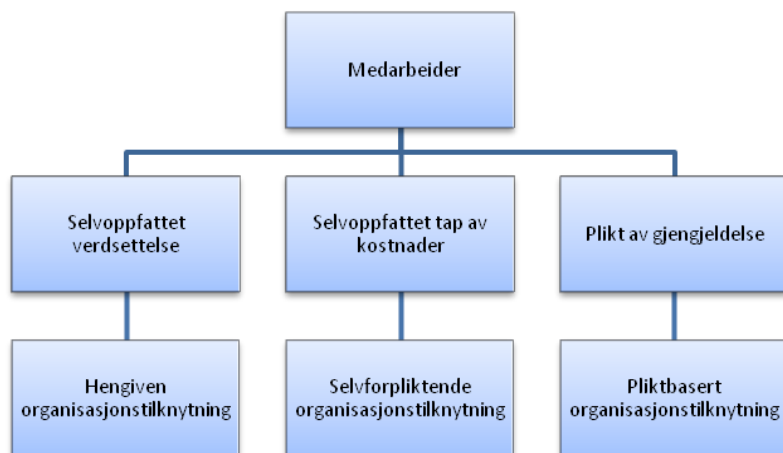 Medarbeider
Selvoppfattet
verdsettelse
Selvoppfattet tap av
kostnader
Plikt av gjengjeldelse
Hengiven
organisasjonstilknytning
Selvforpliktende
organisasjonstilknytning
Pliktbasert
organisasjonstilknytning